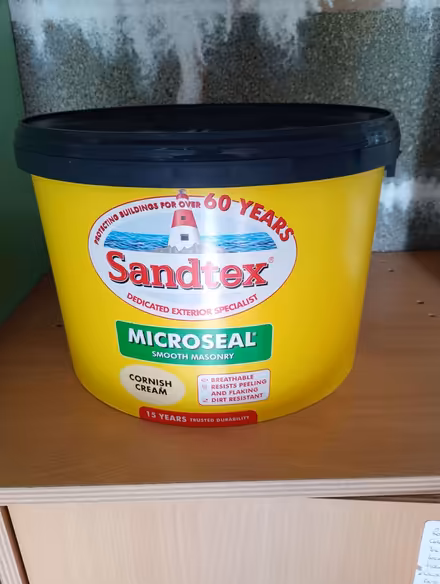 PROTECTING BUILDINGS FOR OVER 60 YEARS
Sandtex®
DEDICATED EXTERIOR SPECIALIST
MICROSEAL®
SMOOTH MASONRY
CORNISH
CREAM
BREATHABLE
RESISTS PEELING
AND FLAKING
DIRT RESISTANT
15 YEARS TRUSTED DURABILITY